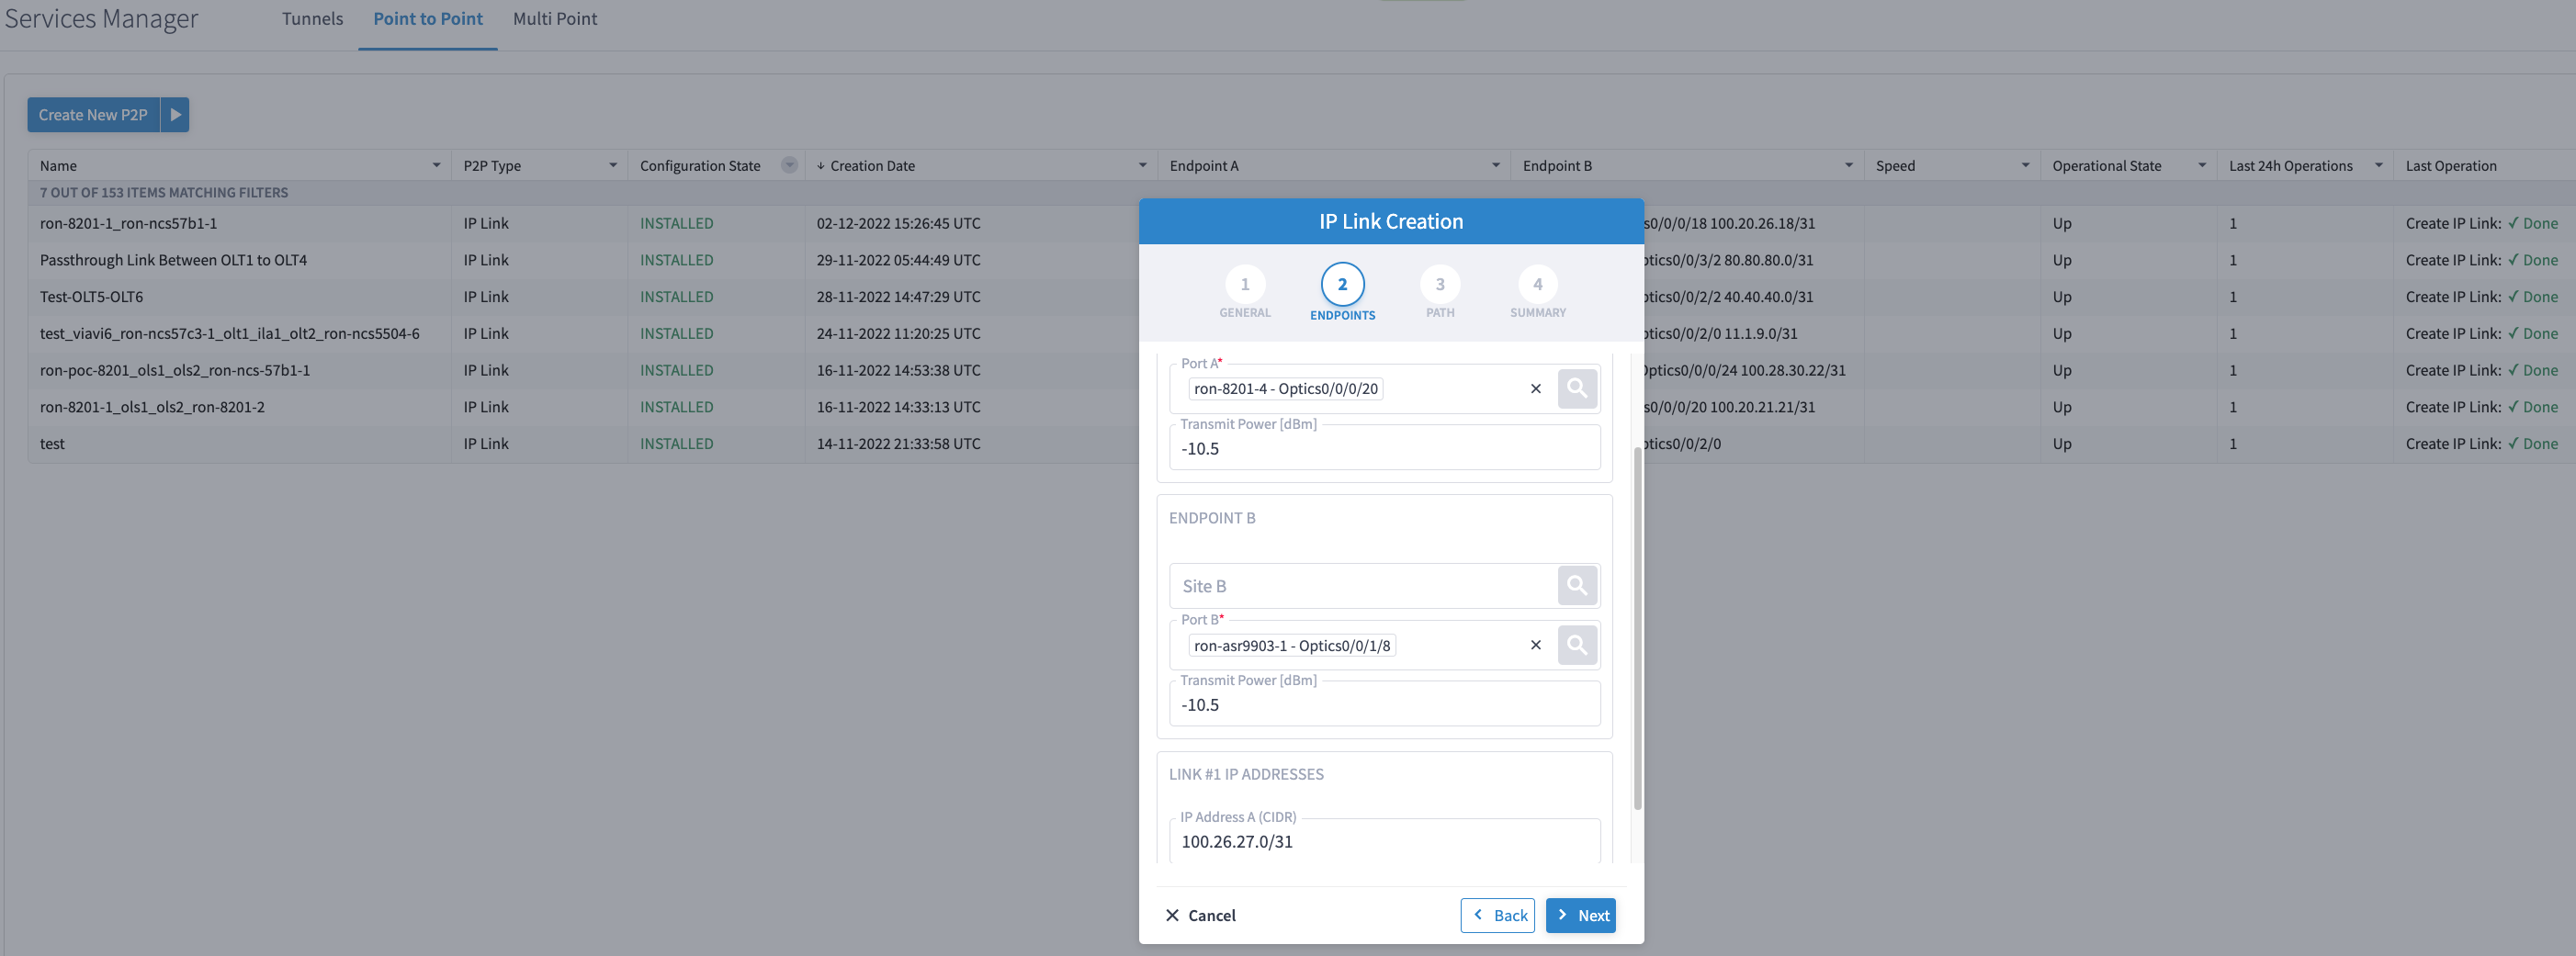 Services Manager
Tunnels Point to Point Multi Point
Create New P2P
Name P2P Type Configuration State Creation Date Endpoint A Endpoint B Speed Operational State Last 24h Operations Last Operation
7 OUT OF 153 ITEMS MATCHING FILTERS
ron-8201-1_ron-ncs57b1-1 IP Link INSTALLED 02-12-2022 15:26:45 UTC s0/0/0/18 100.20.26.18/31 Up 1 Create IP Link: ✓ Done
Passthrough Link Between OLT1 to OLT4 IP Link INSTALLED 29-11-2022 05:44:49 UTC ptics0/0/3/2 80.80.80.0/31 Up 1 Create IP Link: ✓ Done
Test-OLT5-OLT6 IP Link INSTALLED 28-11-2022 14:47:29 UTC ptics0/0/2/2 40.40.40.0/31 Up 1 Create IP Link: ✓ Done
test_viavi6_ron-ncs57c3-1_olt1_ila1_olt2_ron-ncs5504-6 IP Link INSTALLED 24-11-2022 11:20:25 UTC ptics0/0/2/0 11.1.9.0/31 Up 1 Create IP Link: ✓ Done
ron-poc-8201_ols1_ols2_ron-ncs-57b1-1 IP Link INSTALLED 16-11-2022 14:53:38 UTC Optics0/0/0/24 100.28.30.22/31 Up 1 Create IP Link: ✓ Done
ron-8201-1_ols1_ols2_ron-8201-2 IP Link INSTALLED 16-11-2022 14:33:13 UTC s0/0/0/20 100.20.21.21/31 Up 1 Create IP Link: ✓ Done
test IP Link INSTALLED 14-11-2022 21:33:58 UTC ptics0/0/2/0 Up 1 Create IP Link: ✓ Done
IP Link Creation
1 2 3 4
GENERAL ENDPOINTS PATH SUMMARY
Port A*
ron-8201-4 - Optics0/0/0/20
Transmit Power [dBm]
-10.5
ENDPOINT B
Site B
Port B*
ron-asr9903-1 - Optics0/0/1/8
Transmit Power [dBm]
-10.5
LINK #1 IP ADDRESSES
IP Address A (CIDR)
100.26.27.0/31
Cancel Back Next